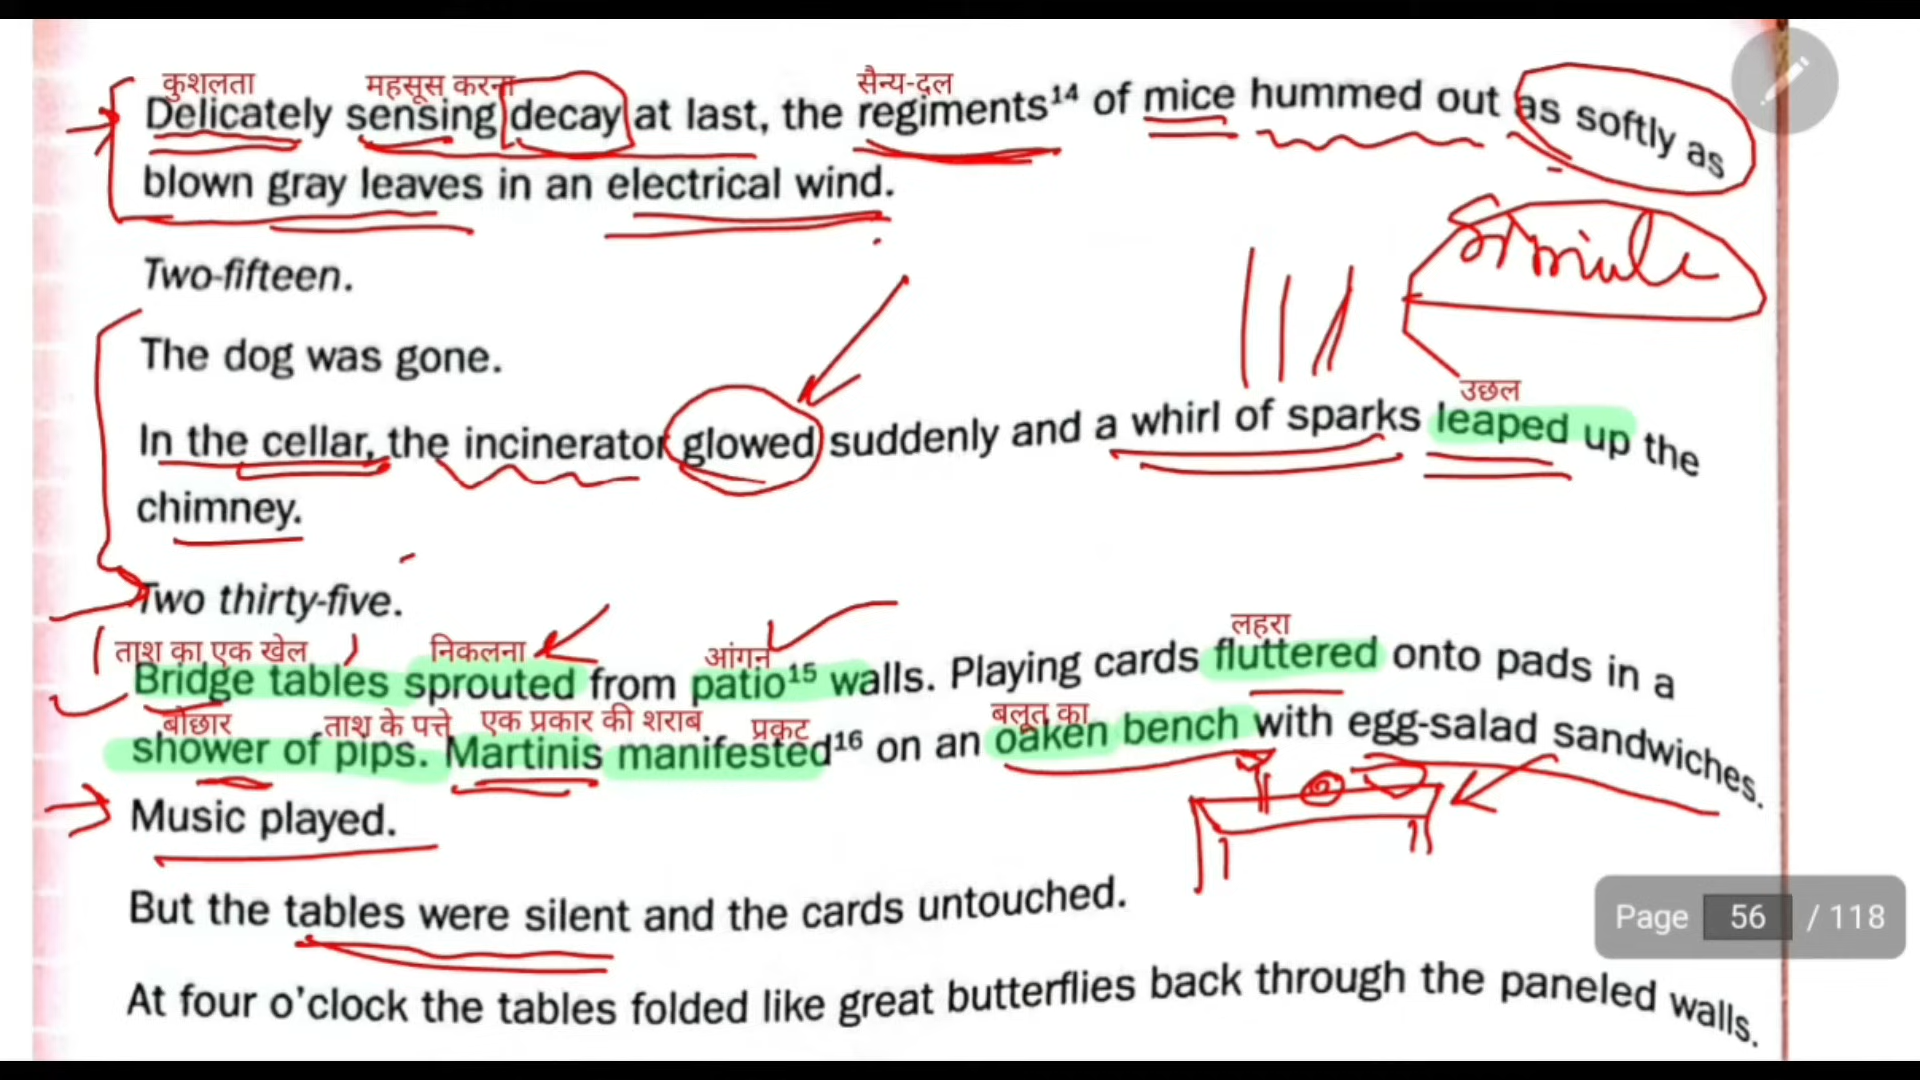 कुशलता महसूस करना सैन्य-दल
Delicately sensing decay at last, the regiments14 of mice hummed out as softly as
blown gray leaves in an electrical wind.
Simile
Two-fifteen.
The dog was gone.
उछल
In the cellar, the incinerator glowed suddenly and a whirl of sparks leaped up the
chimney.
Two thirty-five.
( ताश का एक खेल ) निकलना आंगन लहरा
Bridge tables sprouted from patio15 walls. Playing cards fluttered onto pads in a
बौछार ताश के पत्ते एक प्रकार की शराब प्रकट बलूत का
shower of pips. Martinis manifested16 on an oaken bench with egg-salad sandwiches.
Music played.
But the tables were silent and the cards untouched.
Page 56 / 118
At four o'clock the tables folded like great butterflies back through the paneled walls.